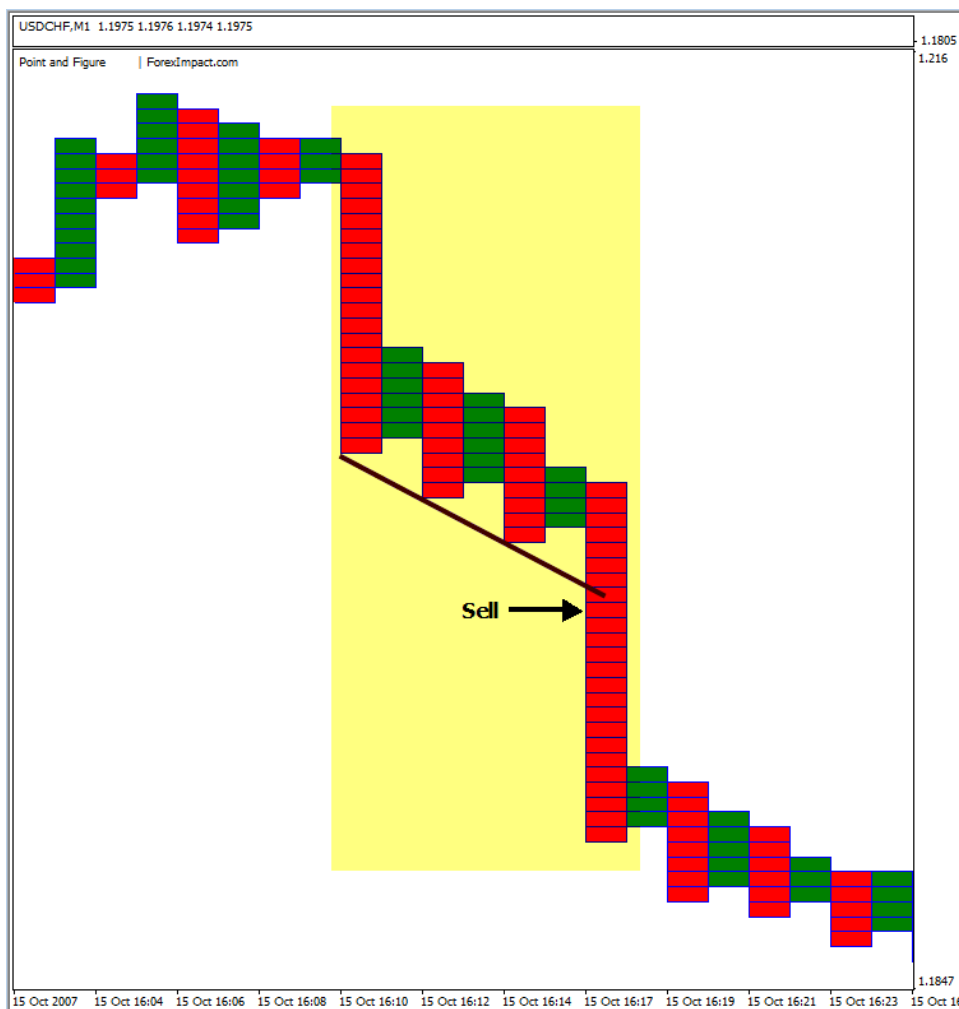 USDCHF,M1 1.1975 1.1976 1.1974 1.1975
1.1805
1.216
Point and Figure | ForexImpact.com
Sell
1.1847
15 Oct 2007 15 Oct 16:04 15 Oct 16:06 15 Oct 16:08 15 Oct 16:10 15 Oct 16:12 15 Oct 16:14 15 Oct 16:17 15 Oct 16:19 15 Oct 16:21 15 Oct 16:23 15 Oct 16